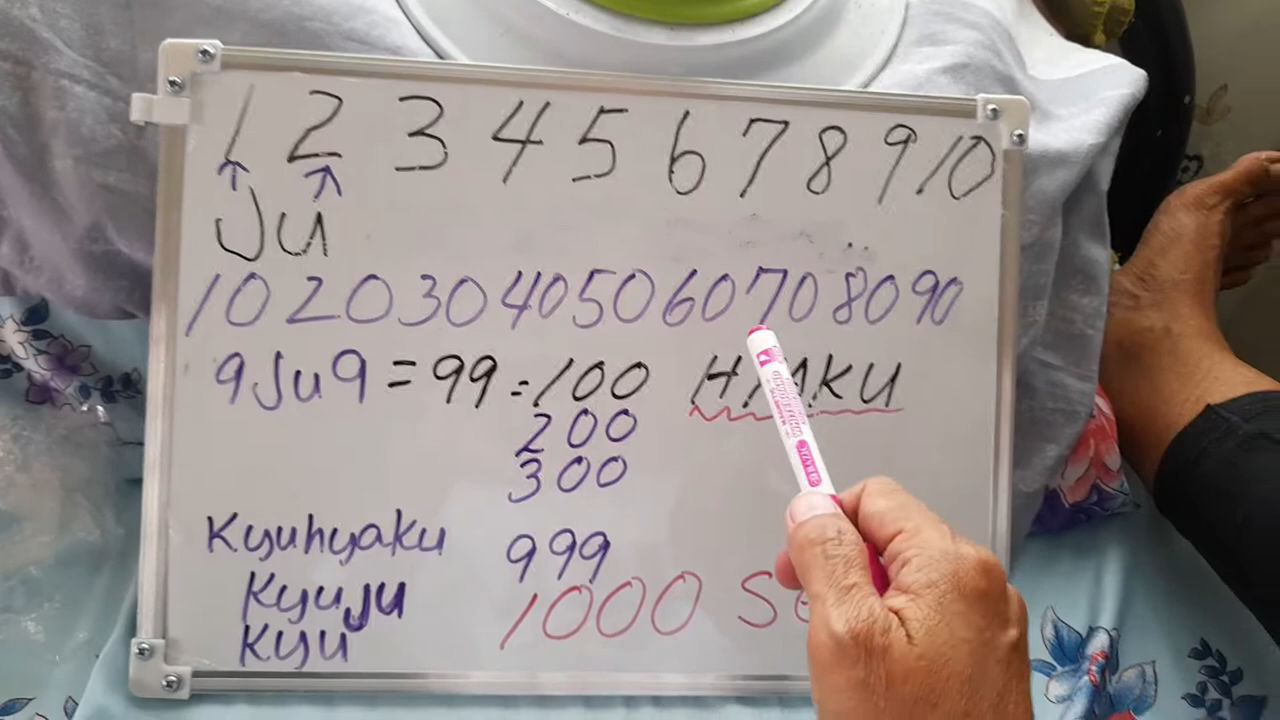 1 2 3 4 5 6 7 8 9 10
Ju
10 20 30 40 50 60 70 80 90
9Ju9 = 99 = 100 HAKU
200
300
Kyuhyaku 999
Kyuju 1000
Kyu